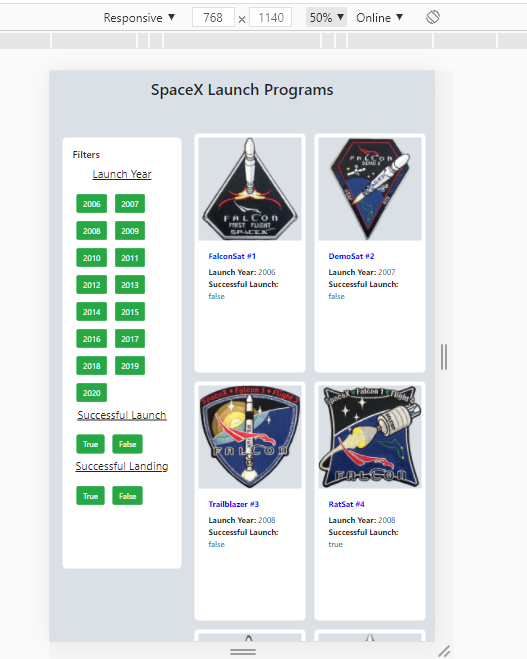 Responsive ▼ 768 × 1140 50% ▼ Online ▼
SpaceX Launch Programs
Filters
Launch Year
2006 2007
2008 2009
2010 2011
2012 2013
2014 2015
2016 2017
2018 2019
2020
Successful Launch
True False
Successful Landing
True False
FALCON
FIRST FLIGHT
SPACEX
FalconSat #1
Launch Year: 2006
Successful Launch:
false
FALCON
DEMO 2
DemoSat #2
Launch Year: 2007
Successful Launch:
false
SpaceX • Falcon 1 • Flight
FALCON
Trailblazer #3
Launch Year: 2008
Successful Launch:
false
SpaceX Falcon 1 Flight
FALCON
RatSat #4
Launch Year: 2008
Successful Launch:
true